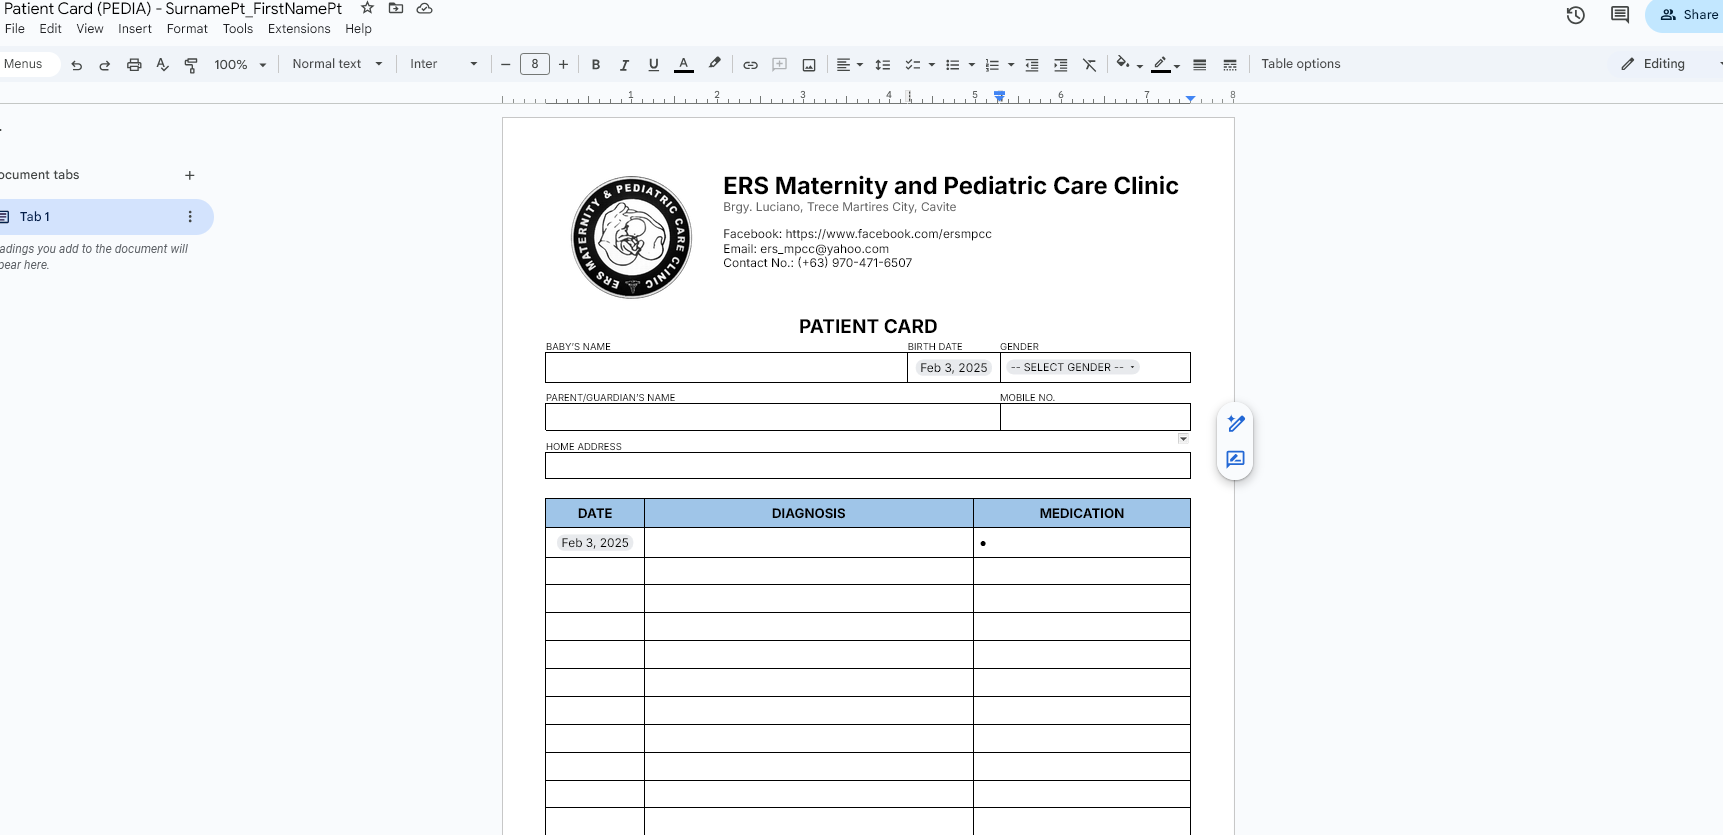 Patient Card (PEDIA) - SurnamePt_FirstNamePt
File Edit View Insert Format Tools Extensions Help
Share
Menus 100% Normal text Inter 8 B I U A Table options Editing
1 2 3 4 5 6 7 8
ocument tabs
Tab 1
adings you add to the document will
pear here.
MATERNITY & PEDIATRIC CARE CLINIC ERS
ERS Maternity and Pediatric Care Clinic
Brgy. Luciano, Trece Martires City, Cavite
Facebook: https://www.facebook.com/ersmpcc
Email: ers_mpcc@yahoo.com
Contact No.: (+63) 970-471-6507
PATIENT CARD
BABY'S NAME BIRTH DATE GENDER
Feb 3, 2025 -- SELECT GENDER --
PARENT/GUARDIAN'S NAME MOBILE NO.
HOME ADDRESS
DATE DIAGNOSIS MEDICATION
Feb 3, 2025 ●